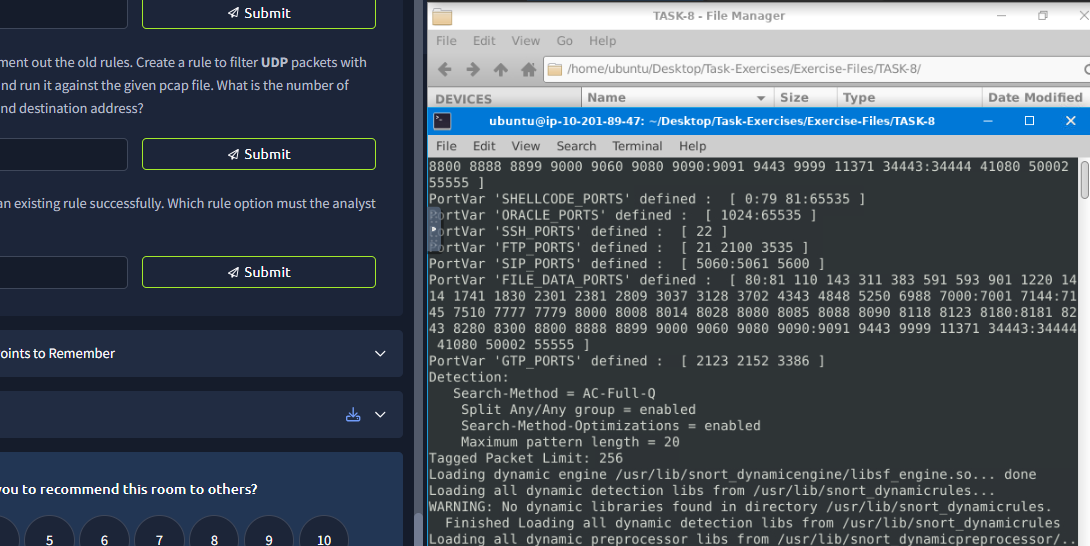 Submit
ment out the old rules. Create a rule to filter UDP packets with
nd run it against the given pcap file. What is the number of
nd destination address?
Submit
an existing rule successfully. Which rule option must the analyst
Submit
oints to Remember
you to recommend this room to others?
5 6 7 8 9 10
TASK-8 - File Manager
File Edit View Go Help
/home/ubuntu/Desktop/Task-Exercises/Exercise-Files/TASK-8/
DEVICES Name Size Type Date Modified
ubuntu@ip-10-201-89-47: ~/Desktop/Task-Exercises/Exercise-Files/TASK-8
File Edit View Search Terminal Help
8800 8888 8899 9000 9060 9080 9090:9091 9443 9999 11371 34443:34444 41080 50002
55555 ]
PortVar 'SHELLCODE_PORTS' defined :  [ 0:79 81:65535 ]
PortVar 'ORACLE_PORTS' defined :  [ 1024:65535 ]
PortVar 'SSH_PORTS' defined :  [ 22 ]
PortVar 'FTP_PORTS' defined :  [ 21 2100 3535 ]
PortVar 'SIP_PORTS' defined :  [ 5060:5061 5600 ]
PortVar 'FILE_DATA_PORTS' defined :  [ 80:81 110 143 311 383 591 593 901 1220 14
14 1741 1830 2301 2381 2809 3037 3128 3702 4343 4848 5250 6988 7000:7001 7144:71
45 7510 7777 7779 8000 8008 8014 8028 8080 8085 8088 8090 8118 8123 8180:8181 82
43 8280 8300 8800 8888 8899 9000 9060 9080 9090:9091 9443 9999 11371 34443:34444
41080 50002 55555 ]
PortVar 'GTP_PORTS' defined :  [ 2123 2152 3386 ]
Detection:
Search-Method = AC-Full-Q
Split Any/Any group = enabled
Search-Method-Optimizations = enabled
Maximum pattern length = 20
Tagged Packet Limit: 256
Loading dynamic engine /usr/lib/snort_dynamicengine/libsf_engine.so... done
Loading all dynamic detection libs from /usr/lib/snort_dynamicrules...
WARNING: No dynamic libraries found in directory /usr/lib/snort_dynamicrules.
Finished Loading all dynamic detection libs from /usr/lib/snort_dynamicrules
Loading all dynamic preprocessor libs from /usr/lib/snort_dynamicpreprocessor/..